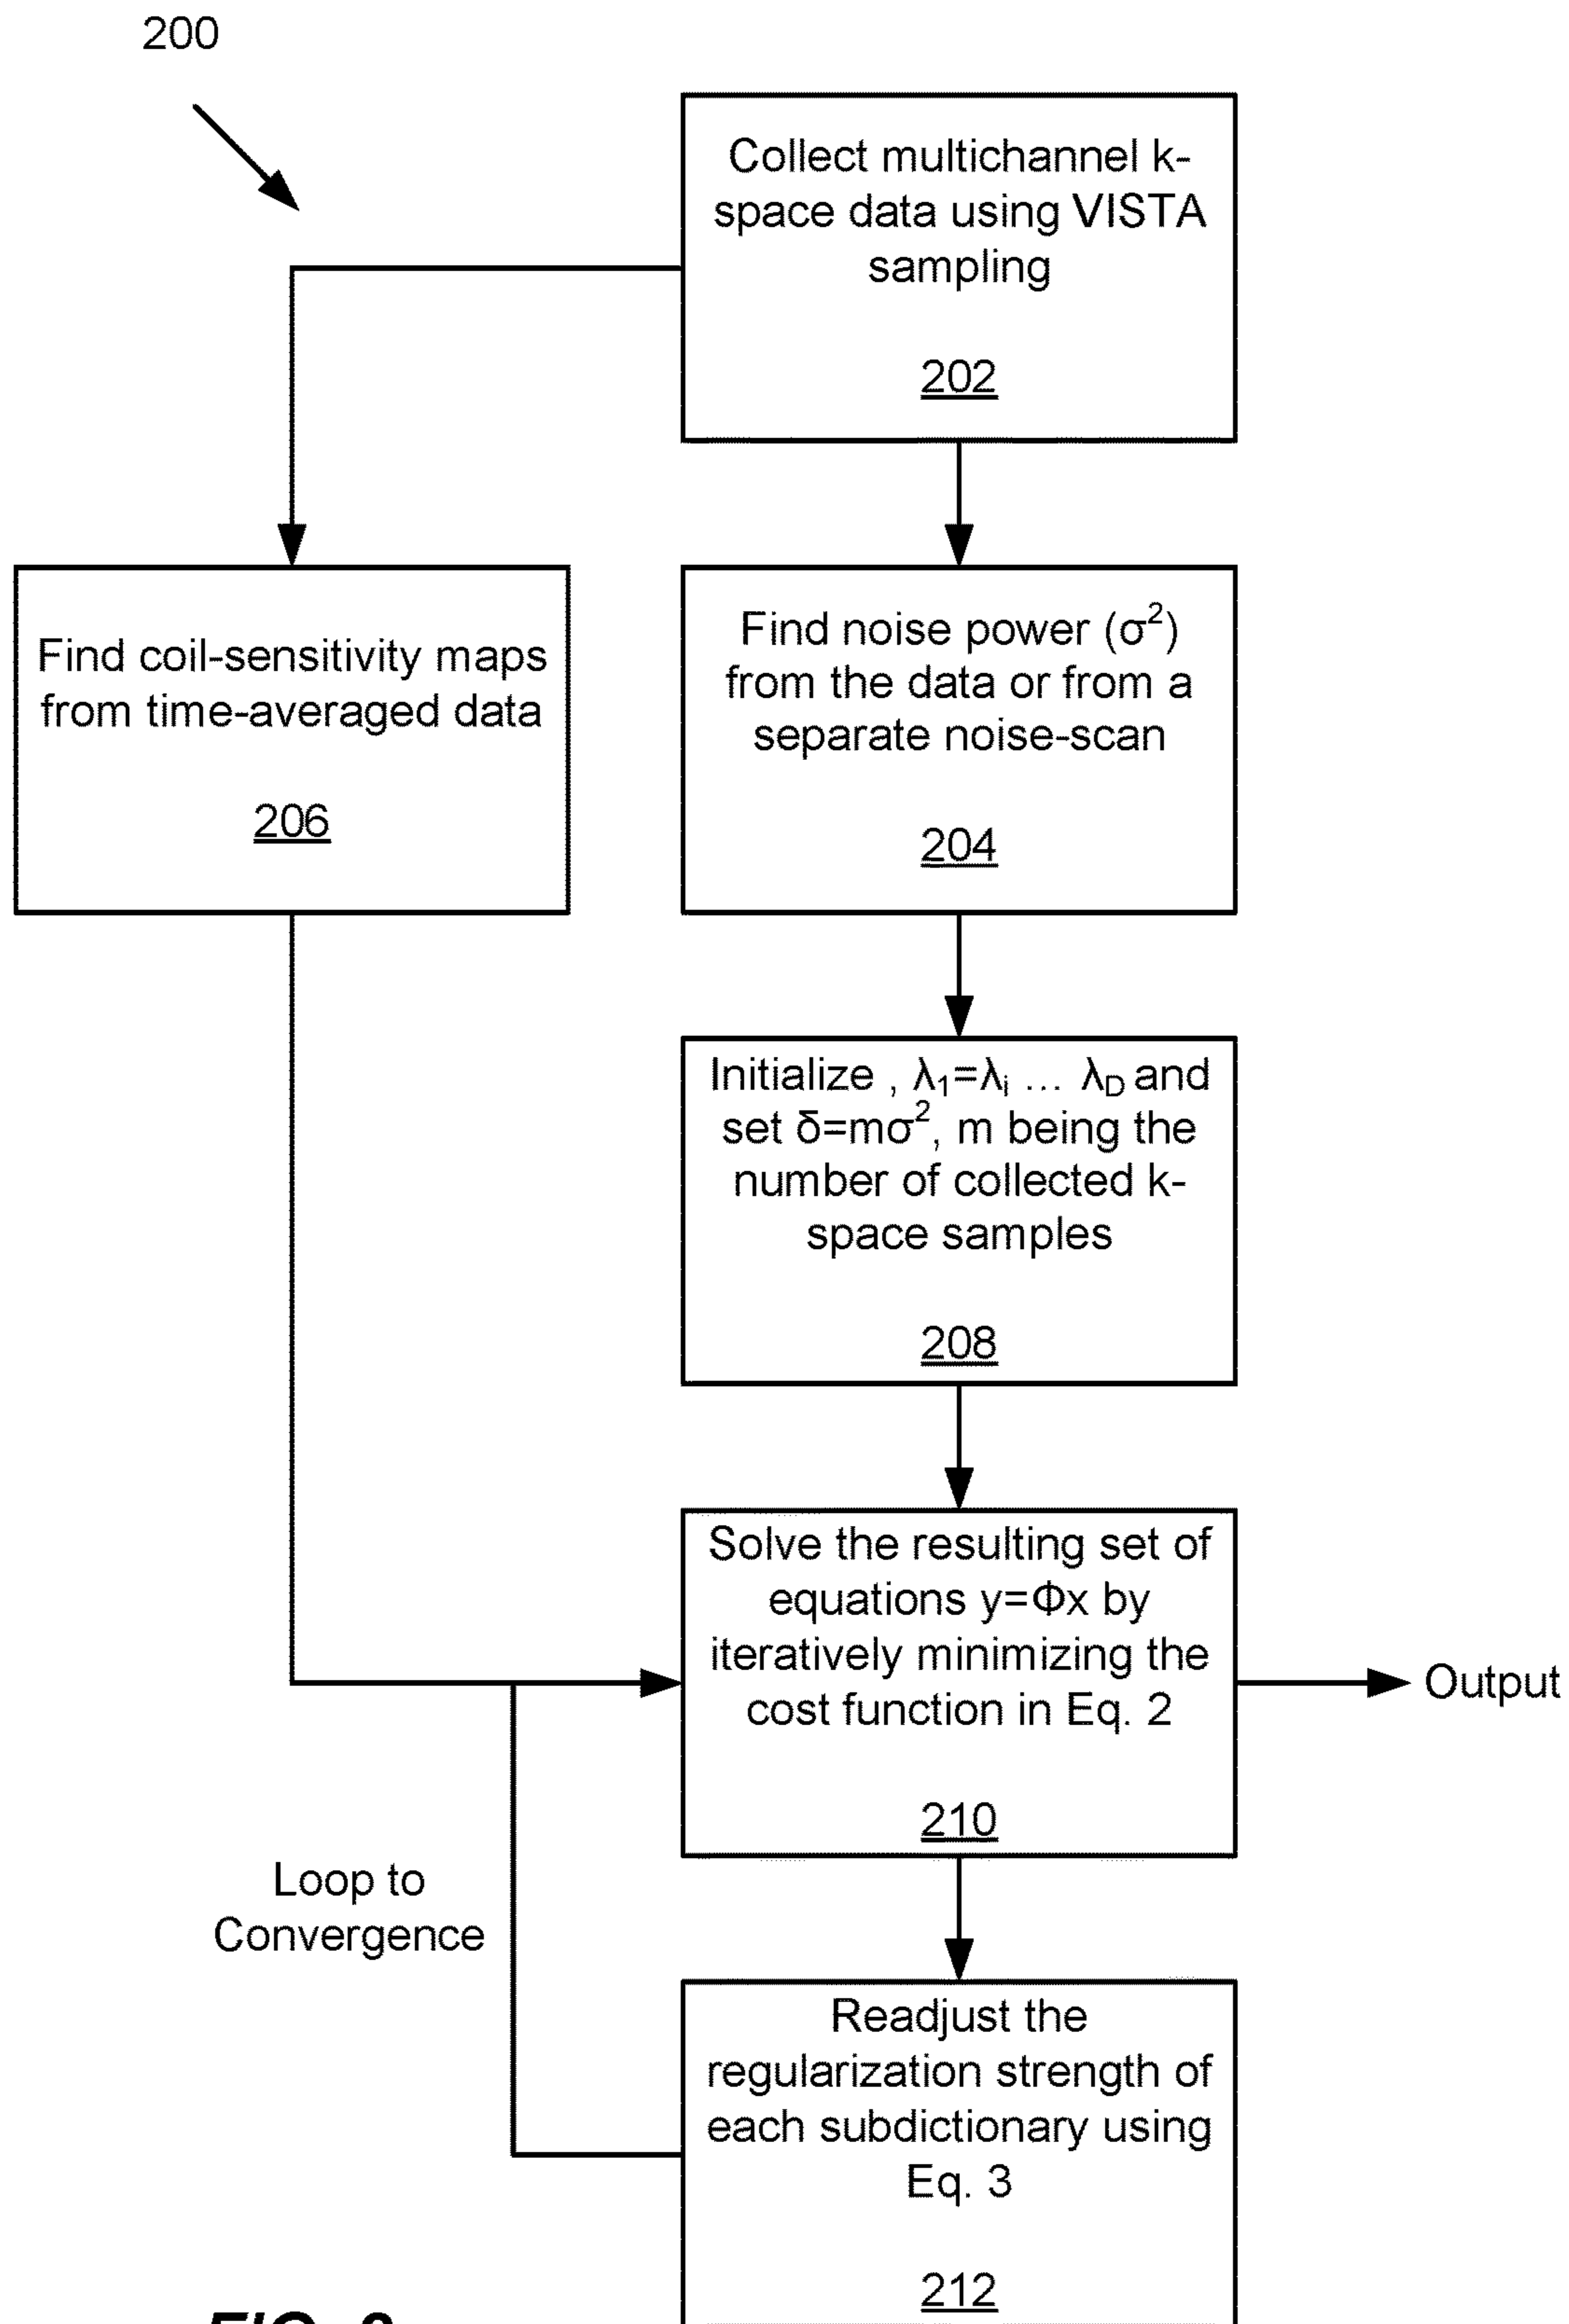 200
Collect multichannel k-
space data using VISTA
sampling
202
Find coil-sensitivity maps
from time-averaged data
206
Find noise power (σ²)
from the data or from a
separate noise-scan
204
Initialize , λ₁=λᵢ ... λ_D and
set δ=mσ², m being the
number of collected k-
space samples
208
Solve the resulting set of
equations y=Φx by
iteratively minimizing the
cost function in Eq. 2
210
Output
Loop to
Convergence
Readjust the
regularization strength of
each subdictionary using
Eq. 3
212
FIG.